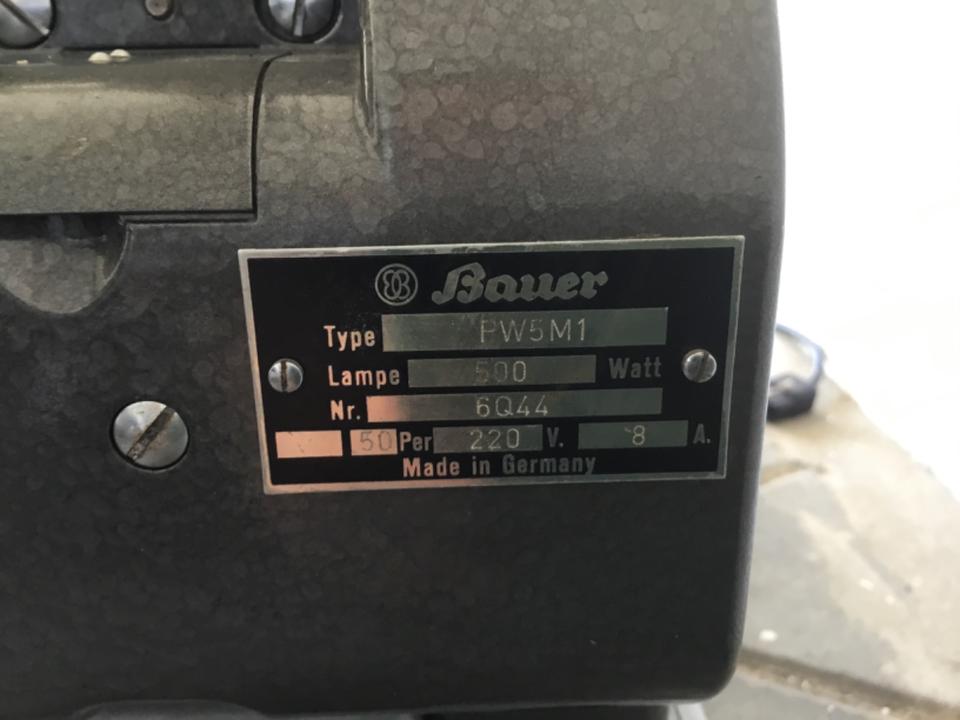 Bauer
Type PW5M1
Lampe 500 Watt
Nr. 6Q44
50 Per 220 V. 8 A.
Made in Germany